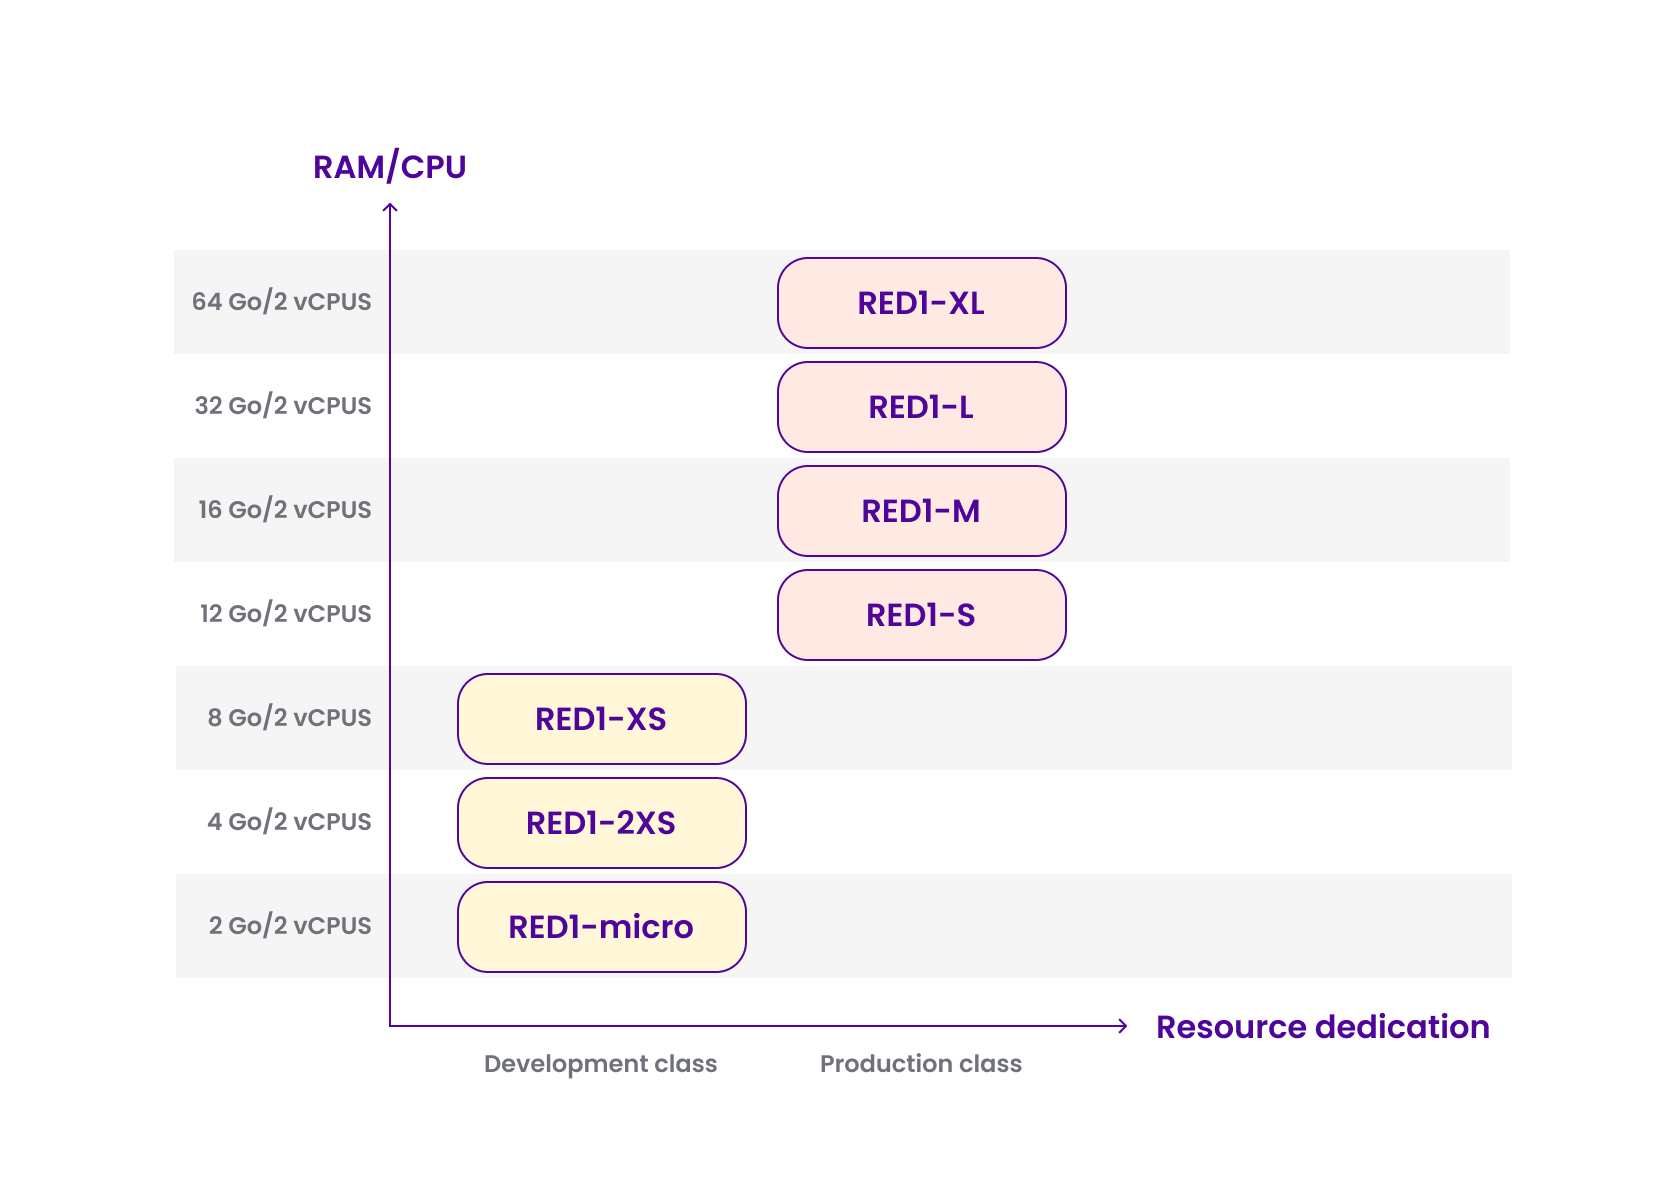 RAM/CPU
64 Go/2 vCPUS
RED1-XL
32 Go/2 vCPUS
RED1-L
16 Go/2 vCPUS
RED1-M
12 Go/2 vCPUS
RED1-S
8 Go/2 vCPUS
RED1-XS
4 Go/2 vCPUS
RED1-2XS
2 Go/2 vCPUS
RED1-micro
Resource dedication
Development class
Production class